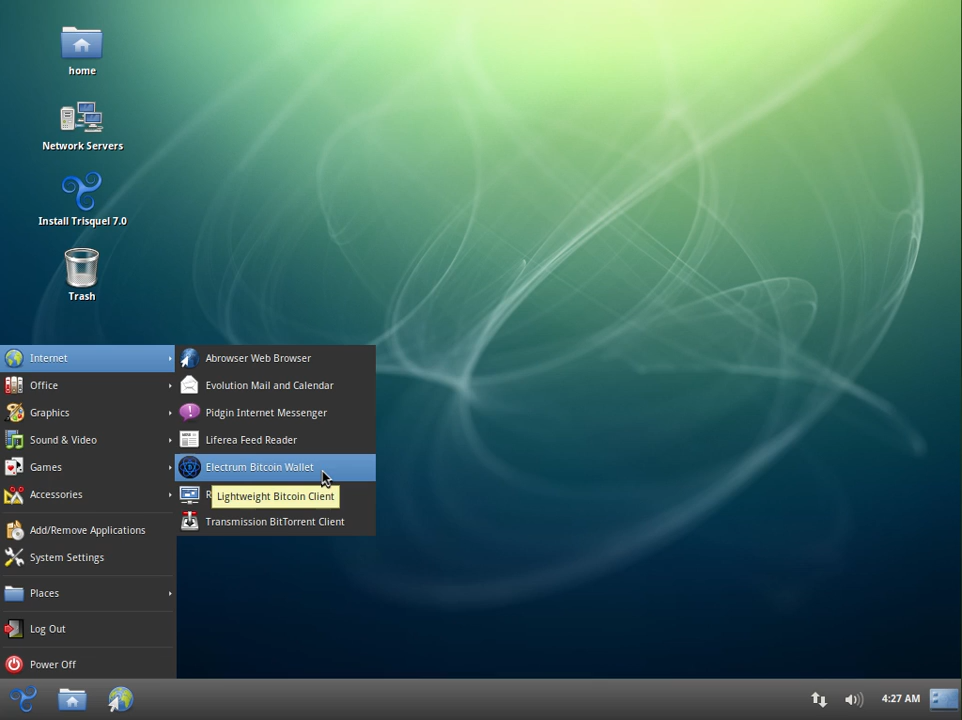 home
Network Servers
Install Trisquel 7.0
Trash
Internet
Office
Graphics
Sound & Video
Games
Accessories
Add/Remove Applications
System Settings
Places
Log Out
Power Off
Abrowser Web Browser
Evolution Mail and Calendar
Pidgin Internet Messenger
Liferea Feed Reader
Electrum Bitcoin Wallet
Lightweight Bitcoin Client
Transmission BitTorrent Client
4:27 AM